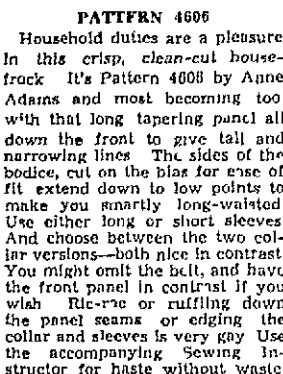 PATTERN 4606
Household duties are a pleasure
In this crisp, clean-cut house-
frock It's Pattern 4606 by Anne
Adams and most becoming too
with that long tapering panel all
down the front to give tall and
narrowing lines The sides of the
bodice, cut on the bias for ease of
fit extend down to low points to
make you smartly long-waisted
Use either long or short sleeves
And choose between the two col-
lar versions—both nice in contrast
You might omit the belt, and have
the front panel in contrast if you
wish Ric-rac or ruffling down
the panel seams or edging the
collar and sleeves is very gay Use
the accompanying Sewing In-
structor for haste without waste